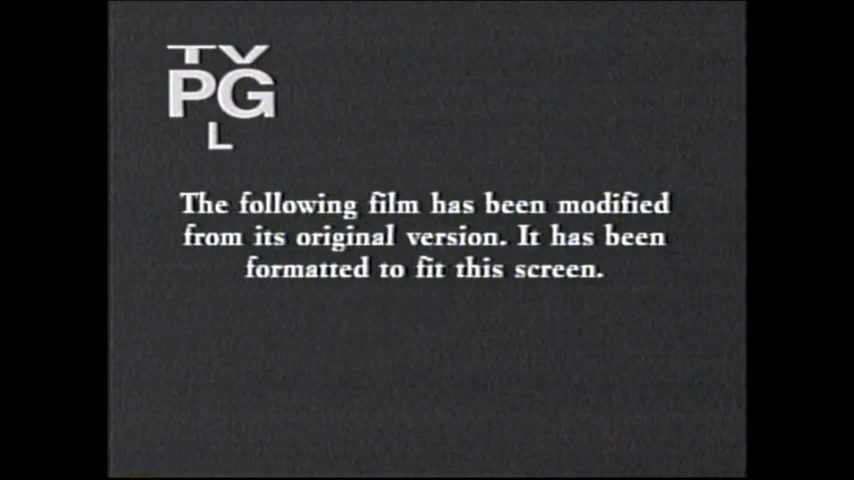 TV
PG
L
The following film has been modified
from its original version. It has been
formatted to fit this screen.